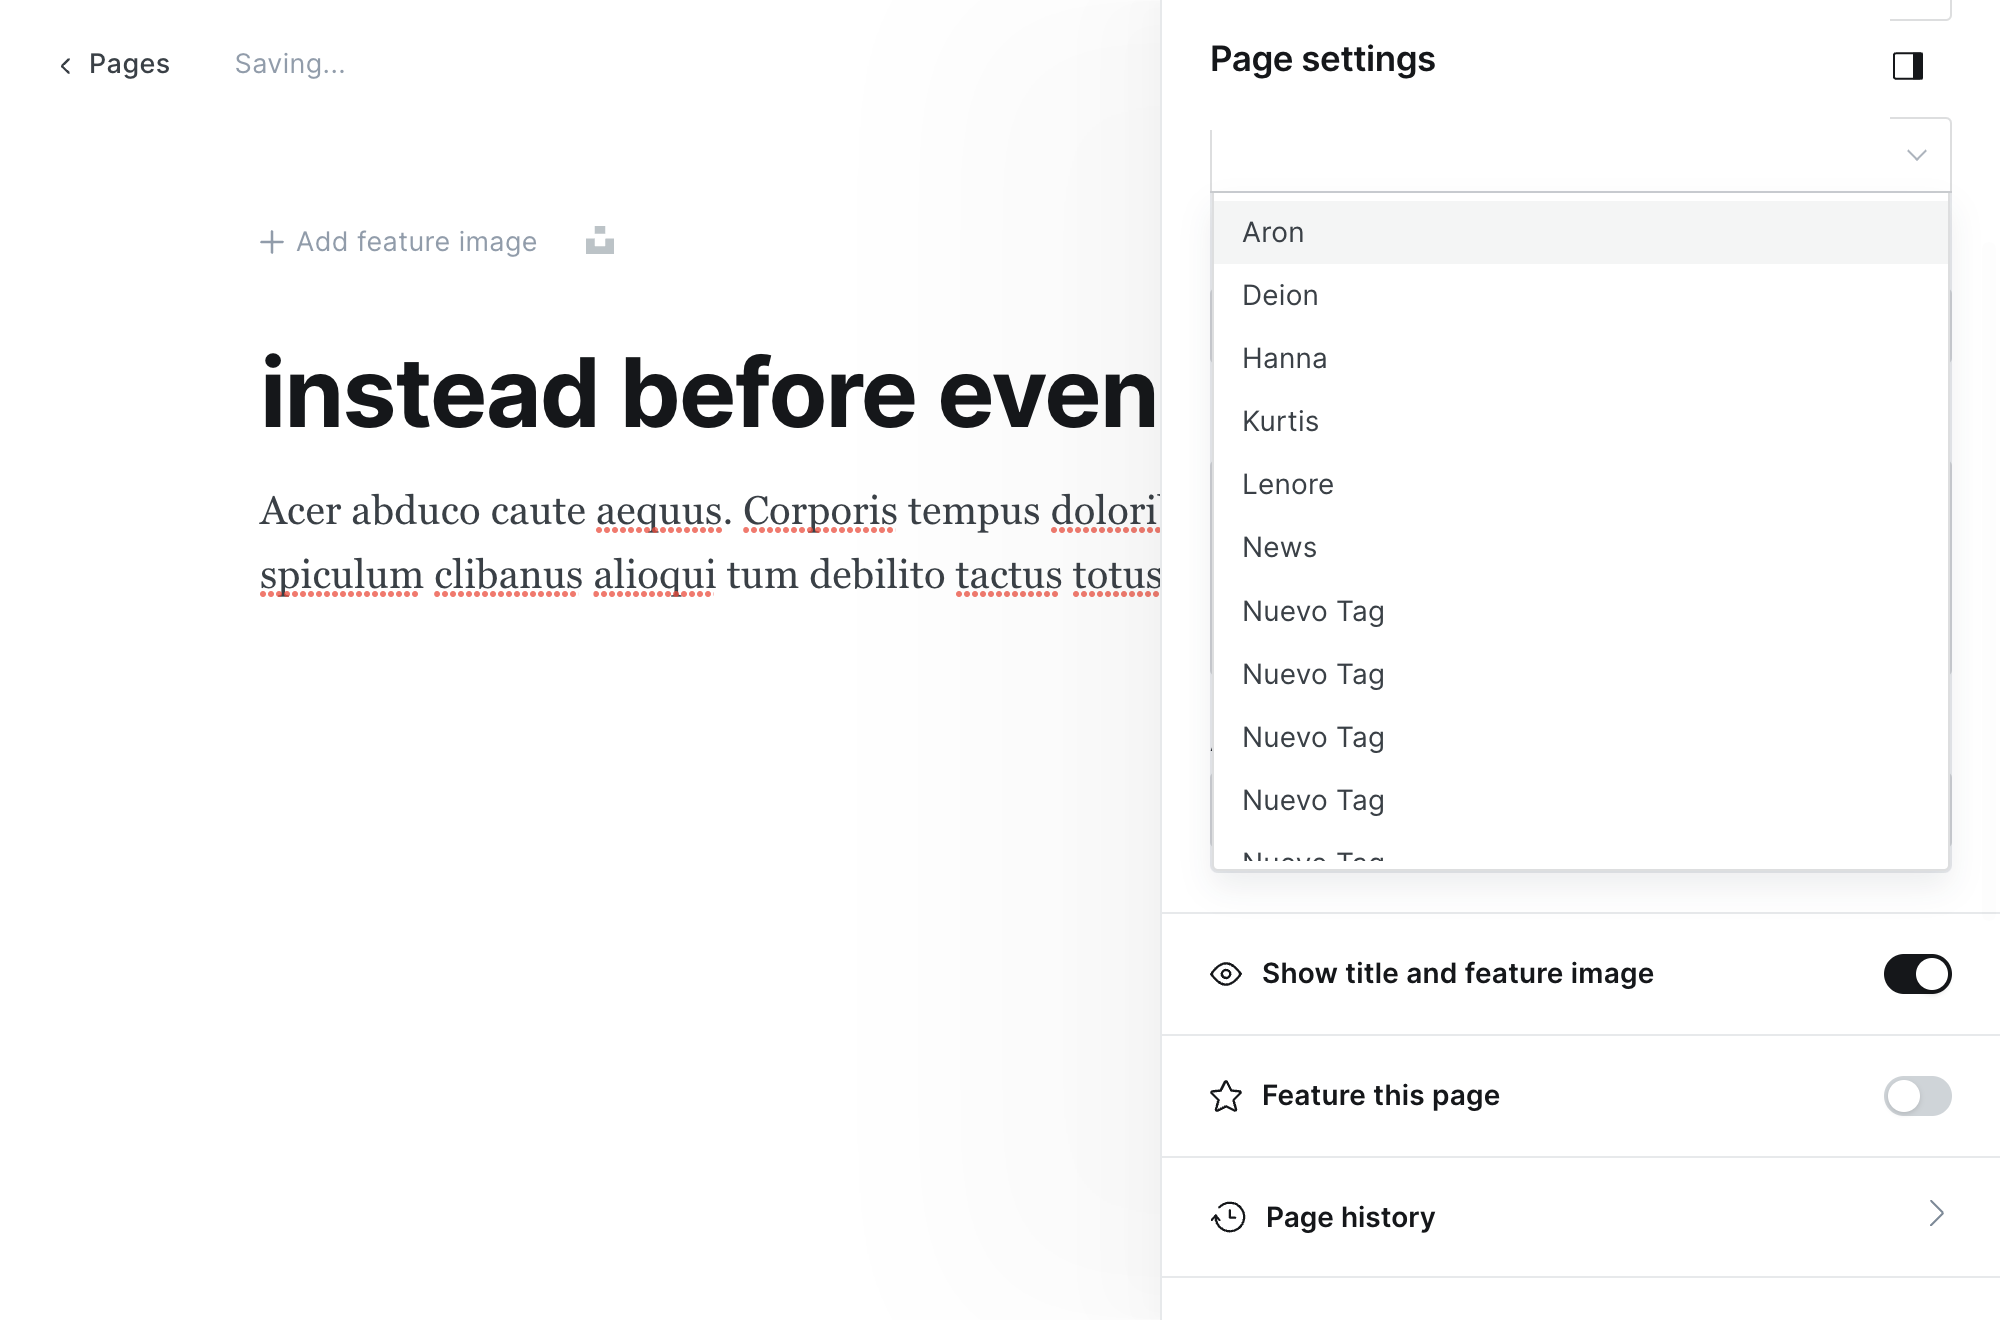 Pages
Saving...
Add feature image
instead before even
Acer abduco caute aequus. Corporis tempus
spiculum clibanus alioqui tum debilito tactus totus
Page settings
Aron
Deion
Hanna
Kurtis
Lenore
News
Nuevo Tag
Nuevo Tag
Nuevo Tag
Nuevo Tag
Nuevo Tag
Show title and feature image
Feature this page
Page history